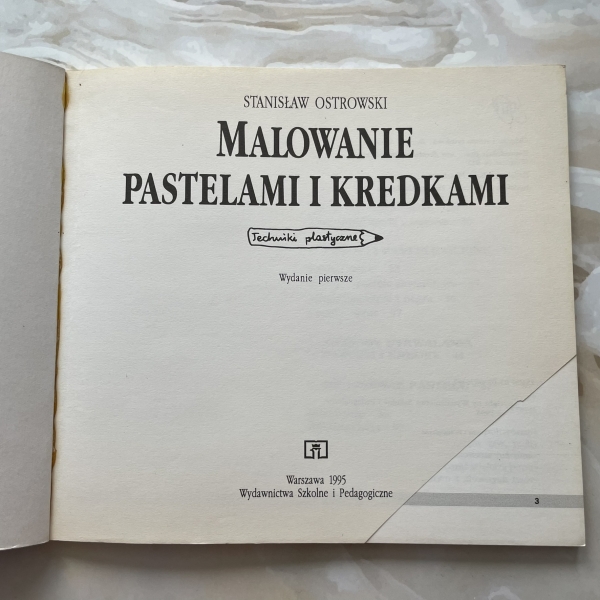 STANISŁAW OSTROWSKI
MALOWANIE
PASTELAMI I KREDKAMI
Techniki plastyczne
Wydanie pierwsze
Warszawa 1995
Wydawnictwa Szkolne i Pedagogiczne
3